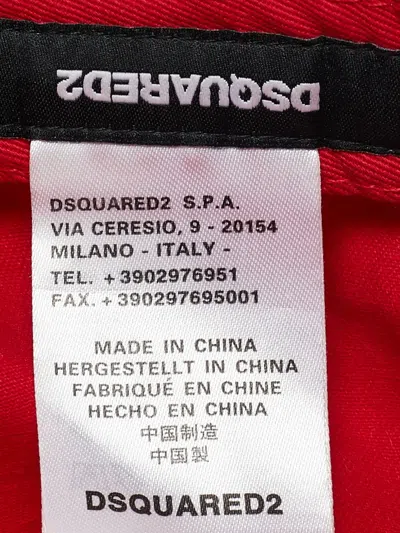 DSQUARED2
DSQUARED2 S.P.A.
VIA CERESIO, 9 - 20154
MILANO - ITALY -
TEL. +3902976951
FAX. +390297695001
MADE IN CHINA
HERGESTELLT IN CHINA
FABRIQUÉ EN CHINE
HECHO EN CHINA
中国制造
中国製
DSQUARED2